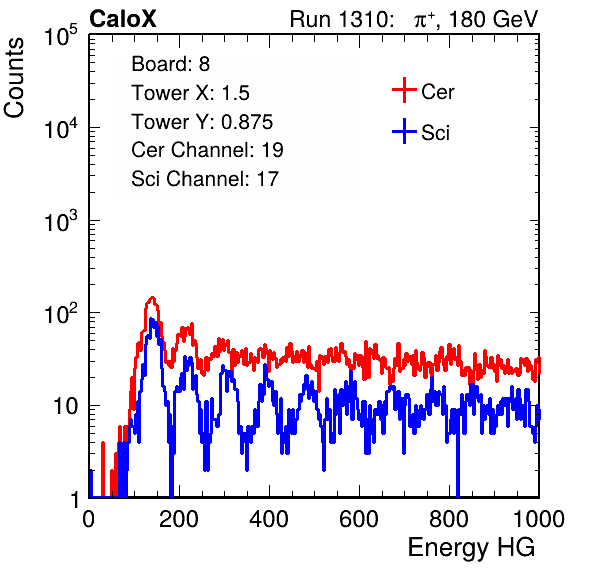 CaloX Run 1310: π⁺, 180 GeV
Counts
Board: 8
Tower X: 1.5
Tower Y: 0.875
Cer Channel: 19
Sci Channel: 17
Cer
Sci
10⁵
10⁴
10³
10²
10
1
0 200 400 600 800 1000
Energy HG